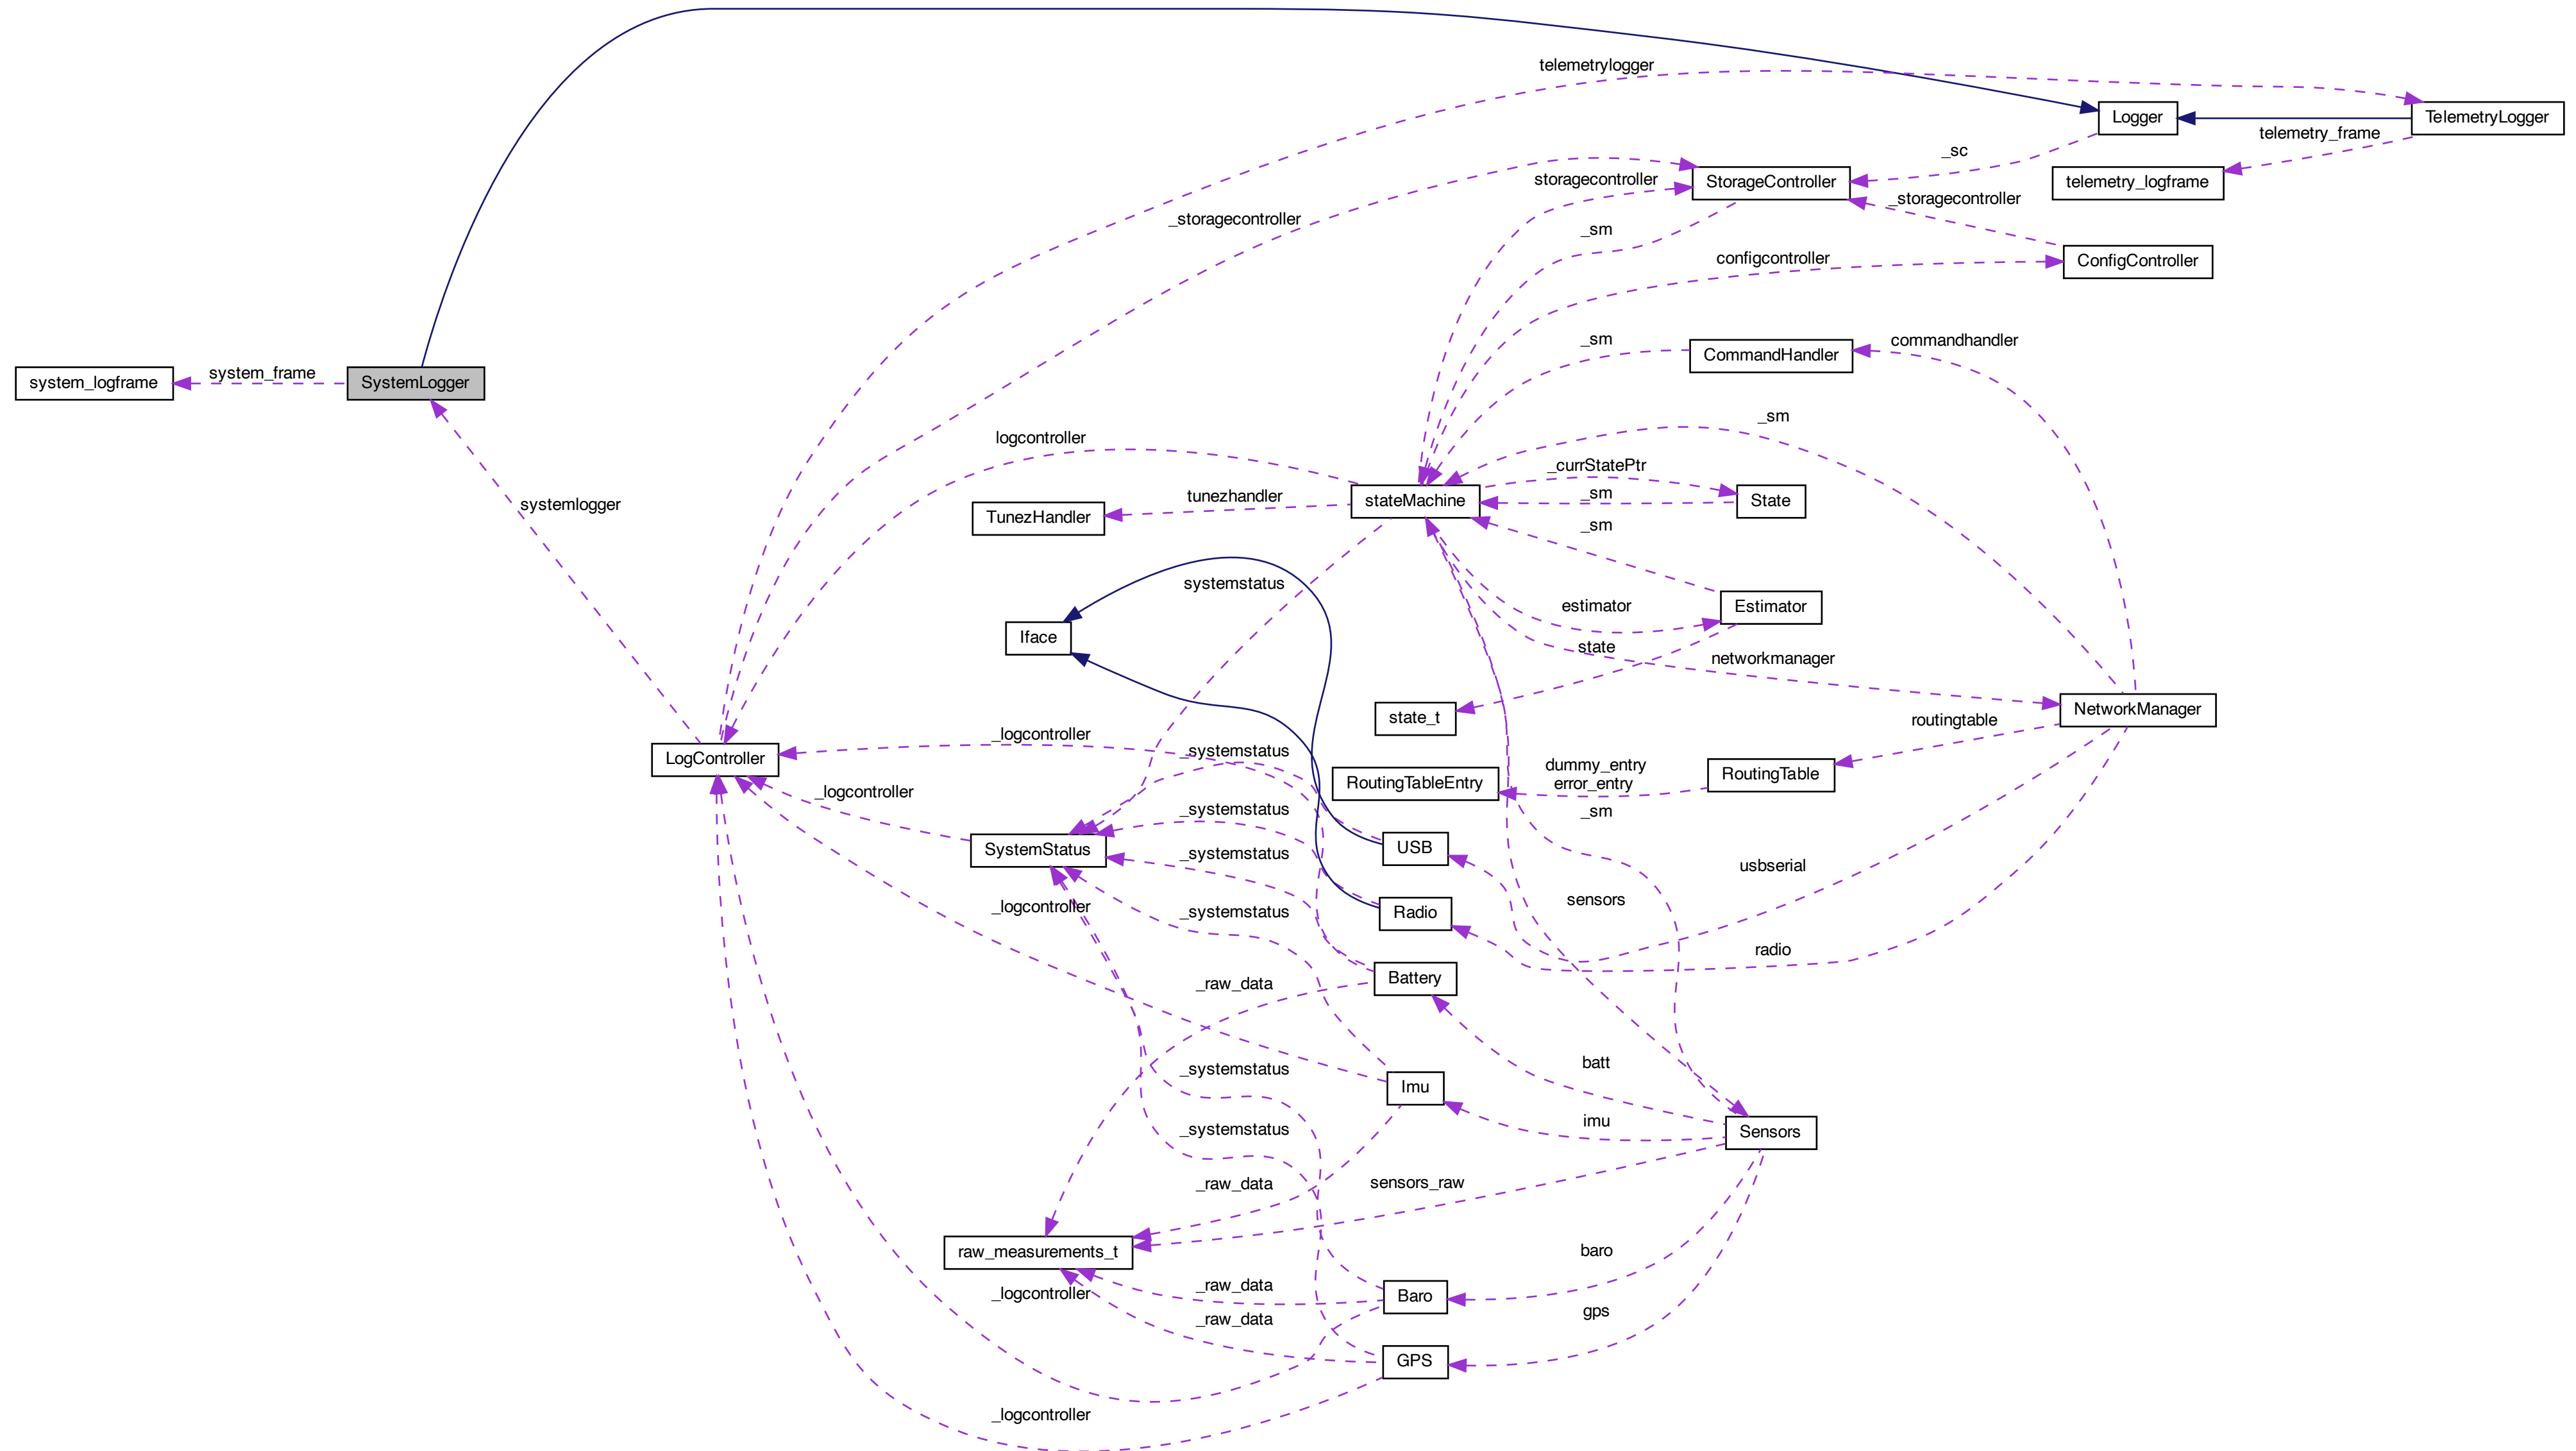 telemetrylogger
Logger
TelemetryLogger
telemetry_frame
_sc
storagecontroller
StorageController
telemetry_logframe
_storagecontroller
_storagecontroller
_sm
configcontroller
ConfigController
_sm
CommandHandler
commandhandler
system_logframe
system_frame
SystemLogger
_sm
logcontroller
_currStatePtr
stateMachine
_sm
State
tunezhandler
TunezHandler
systemlogger
_sm
systemstatus
estimator
Estimator
Iface
state
networkmanager
state_t
NetworkManager
routingtable
_logcontroller
LogController
_systemstatus
dummy_entry
error_entry
RoutingTable
RoutingTableEntry
_logcontroller
_systemstatus
_sm
SystemStatus
_systemstatus
USB
usbserial
_logcontroller
_systemstatus
Radio
sensors
radio
_raw_data
Battery
_systemstatus
batt
Imu
_systemstatus
imu
Sensors
_raw_data
sensors_raw
raw_measurements_t
baro
_logcontroller
_raw_data
Baro
_raw_data
gps
GPS
_logcontroller